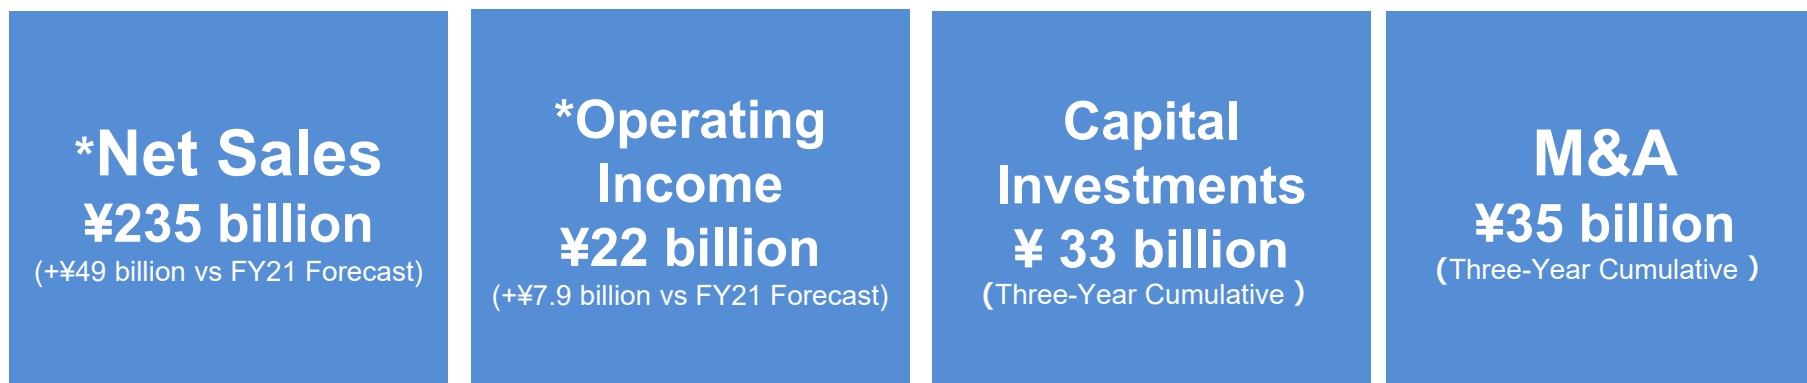 *Net Sales
¥235 billion
(+¥49 billion vs FY21 Forecast)
*Operating
Income
¥22 billion
(+¥7.9 billion vs FY21 Forecast)
Capital
Investments
¥ 33 billion
(Three-Year Cumulative )
M&A
¥35 billion
(Three-Year Cumulative )